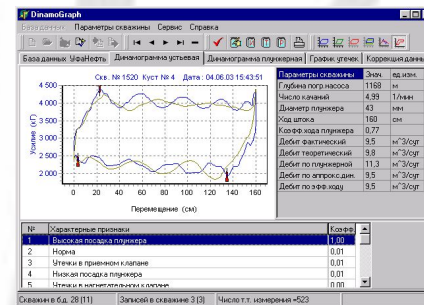 DinamoGraph
База данных Параметры скважины Сервис Справка
База данных УфаНефть Динамограмма устьевая Динамограмма плунжерная График утечек Коррекция данны
Скв. № 1520 Куст № 4 Дата : 04.06.03 15:43:51
Усилие (кГ)
4 500
4 000
3 500
3 000
2 500
2 000
0 20 40 60 80 100 120 140 160
Перемещение (см)
Параметры скважины Знач. ед.изм.
Глубина погр.насоса 1168 м
Число качаний 4,99 1/мин
Диаметр плунжера 43 мм
Ход штока 160 см
Коэфф.хода плунжера 0,77
Дебит фактический 9,5 м^3/сут
Дебит теоретический 9,8 м^3/сут
Дебит по плунжерной 11,3 м^3/сут
Дебит по аппрокс.дин. 9,5 м^3/сут
Дебит по эфф.ходу 9,5 м^3/сут
№ Характерные признаки Коэфф.
1 Высокая посадка плунжера 1,00
2 Норма 0,01
3 Утечки в приемном клапане 0,01
4 Низкая посадка плунжера 0,01
5 Утечки в нагнетательном клапане 0,00
Скважин в б.д. 28 (11) Записей в скважине 3 (3) Число т.т. измерения =523